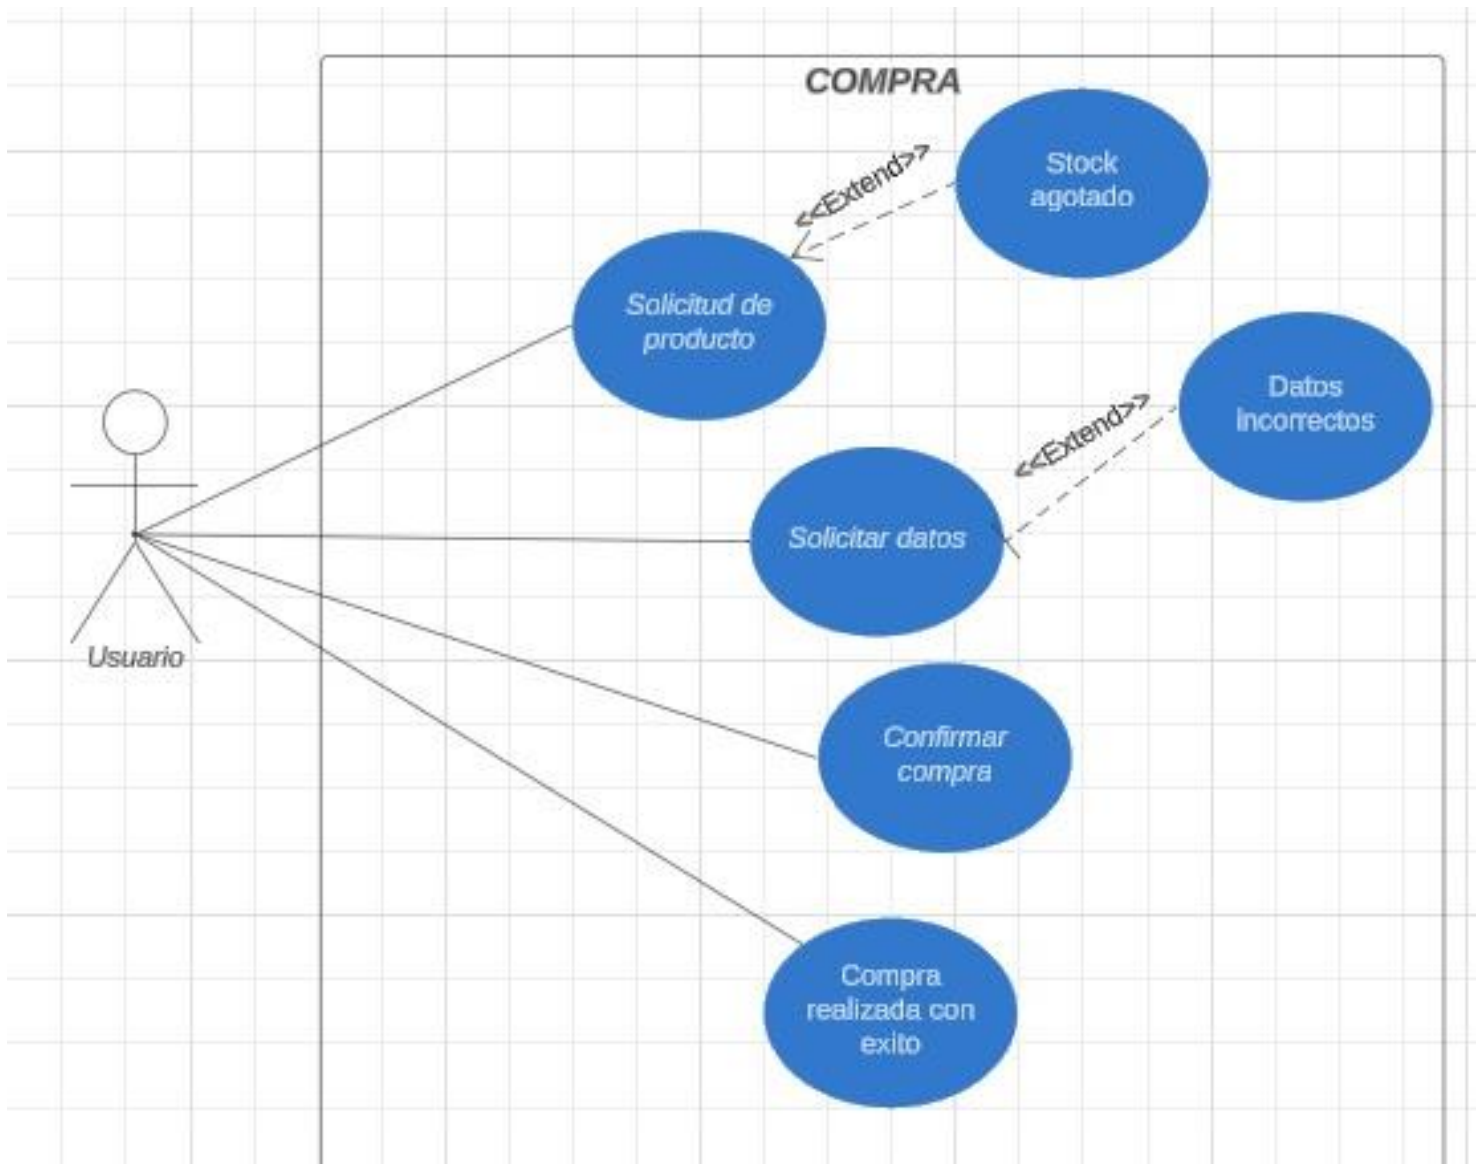 COMPRA
<<Extend>>
Stock
agotado
Solicitud de
producto
<<Extend>>
Datos
Incorrectos
Solicitar datos
Usuario
Confirmar
compra
Compra
realizada con
exito